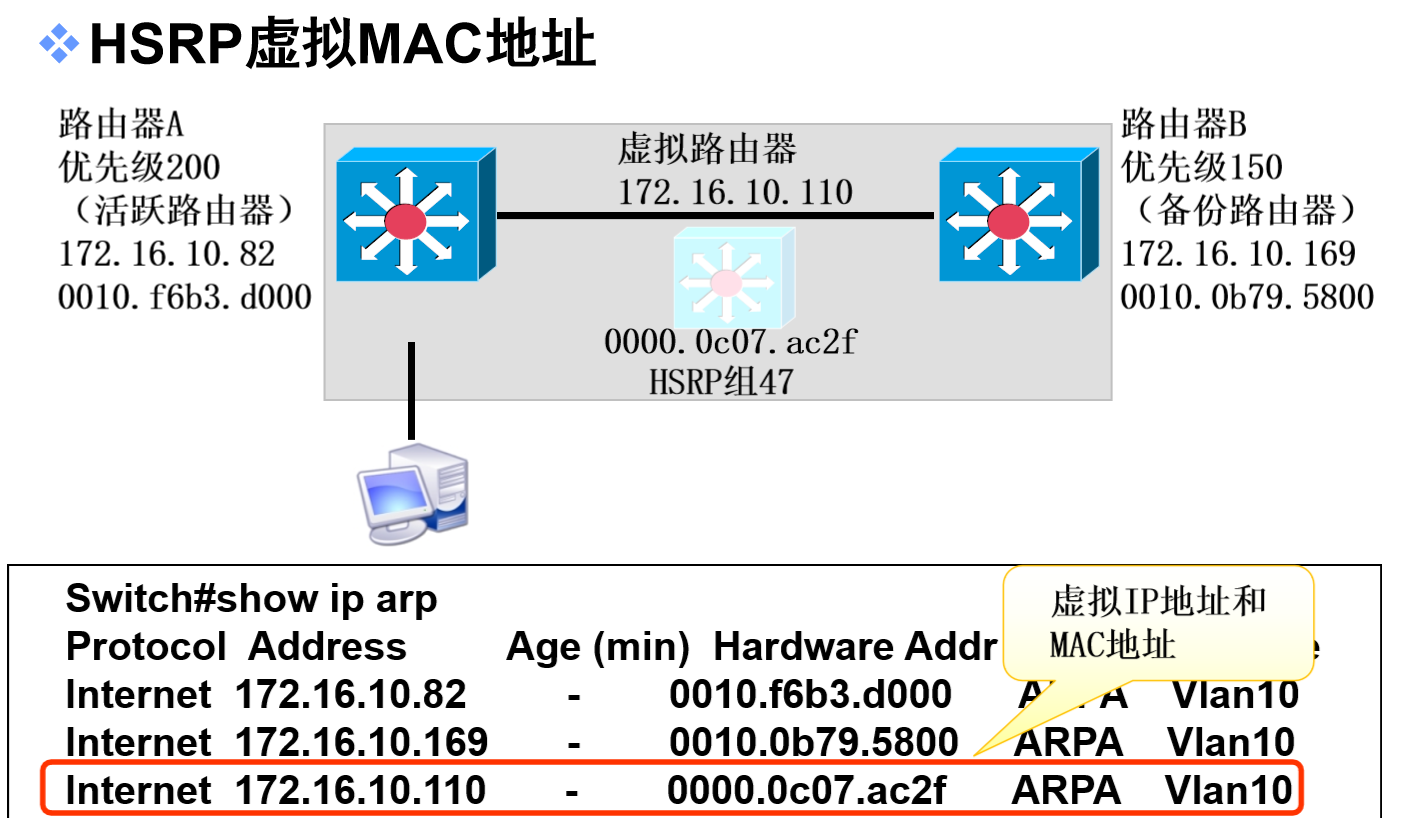 HSRP虚拟MAC地址
路由器A
优先级200
（活跃路由器）
172.16.10.82
0010.f6b3.d000
虚拟路由器
172.16.10.110
0000.0c07.ac2f
HSRP组47
路由器B
优先级150
（备份路由器）
172.16.10.169
0010.0b79.5800
虚拟IP地址和
MAC地址
Switch#show ip arp
Protocol Address Age (min) Hardware Addr
Internet 172.16.10.82 - 0010.f6b3.d000 ARPA Vlan10
Internet 172.16.10.169 - 0010.0b79.5800 ARPA Vlan10
Internet 172.16.10.110 - 0000.0c07.ac2f ARPA Vlan10